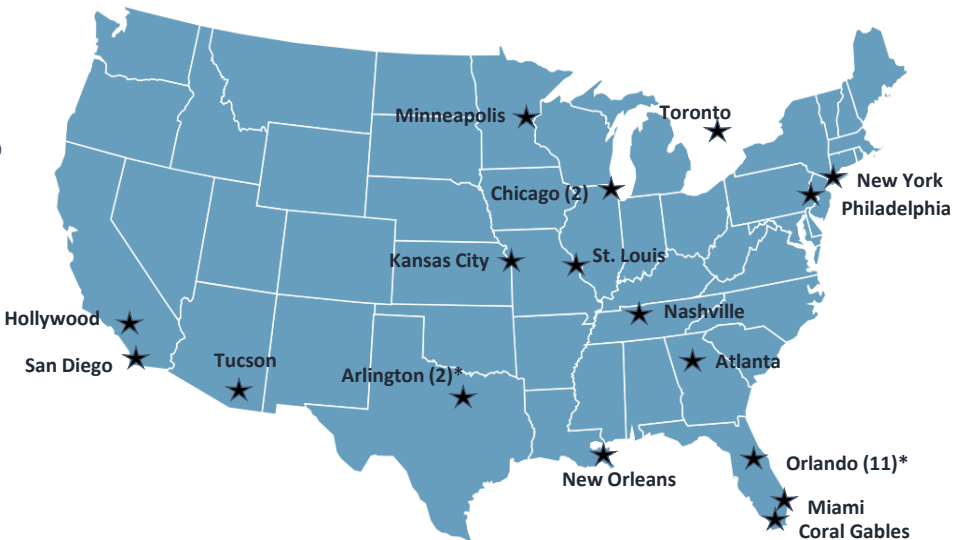 Minneapolis
Toronto
Chicago (2)
New York
Philadelphia
Kansas City
St. Louis
Hollywood
Nashville
San Diego
Tucson
Arlington (2)*
Atlanta
New Orleans
Orlando (11)*
Miami
Coral Gables